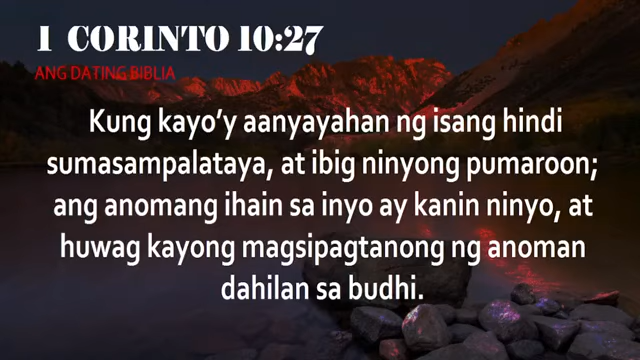 1 CORINTO 10:27
ANG DATING BIBLIA
Kung kayo’y aanyayahan ng isang hindi
sumasampalataya, at ibig ninyong pumaroon;
ang anomang ihain sa inyo ay kanin ninyo, at
huwag kayong magsipagtanong ng anoman
dahilan sa budhi.